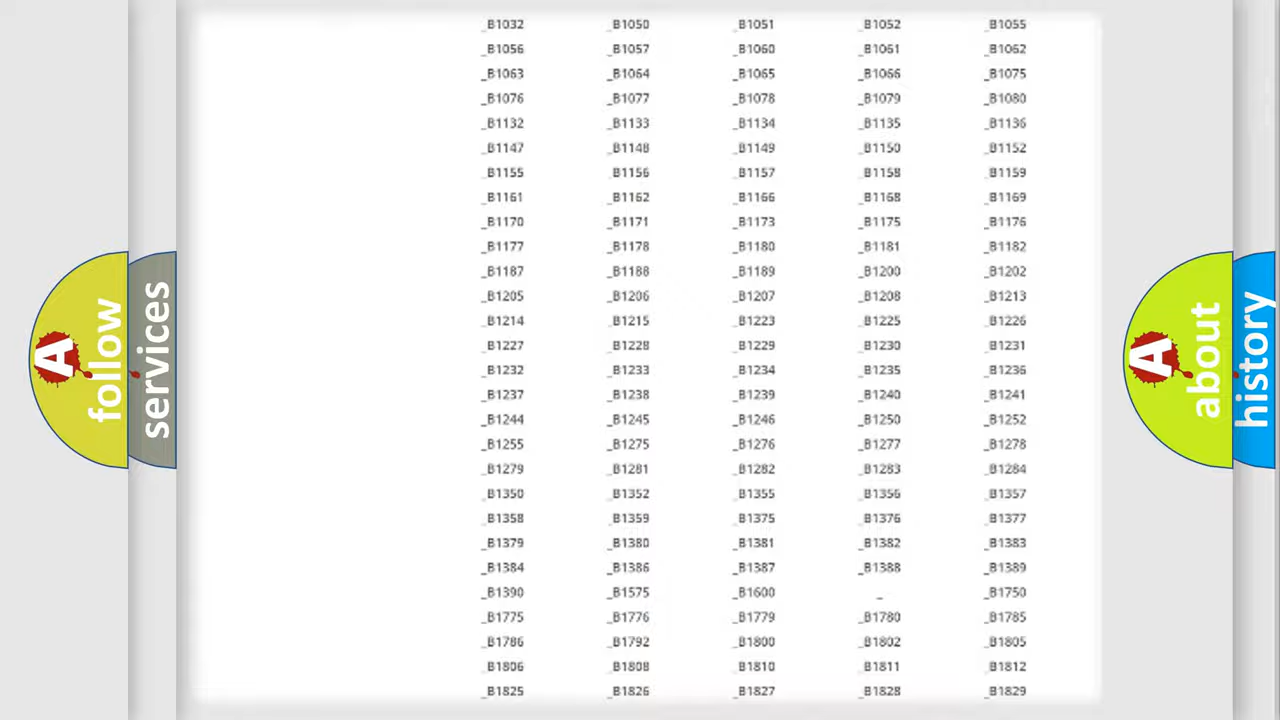 _B1032 _B1050 _B1051 _B1052 _B1055
_B1056 _B1057 _B1060 _B1061 _B1062
_B1063 _B1064 _B1065 _B1066 _B1075
_B1076 _B1077 _B1078 _B1079 _B1080
_B1132 _B1133 _B1134 _B1135 _B1136
_B1147 _B1148 _B1149 _B1150 _B1152
_B1155 _B1156 _B1157 _B1158 _B1159
_B1161 _B1162 _B1166 _B1168 _B1169
_B1170 _B1171 _B1173 _B1175 _B1176
_B1177 _B1178 _B1180 _B1181 _B1182
_B1187 _B1188 _B1189 _B1200 _B1202
_B1205 _B1206 _B1207 _B1208 _B1213
_B1214 _B1215 _B1223 _B1225 _B1226
_B1227 _B1228 _B1229 _B1230 _B1231
_B1232 _B1233 _B1234 _B1235 _B1236
_B1237 _B1238 _B1239 _B1240 _B1241
_B1244 _B1245 _B1246 _B1250 _B1252
_B1255 _B1275 _B1276 _B1277 _B1278
_B1279 _B1281 _B1282 _B1283 _B1284
_B1350 _B1352 _B1355 _B1356 _B1357
_B1358 _B1359 _B1375 _B1376 _B1377
_B1379 _B1380 _B1381 _B1382 _B1383
_B1384 _B1386 _B1387 _B1388 _B1389
_B1390 _B1575 _B1600 _ _B1750
_B1775 _B1776 _B1779 _B1780 _B1785
_B1786 _B1792 _B1800 _B1802 _B1805
_B1806 _B1808 _B1810 _B1811 _B1812
_B1825 _B1826 _B1827 _B1828 _B1829
A
follow
services
A
about
history